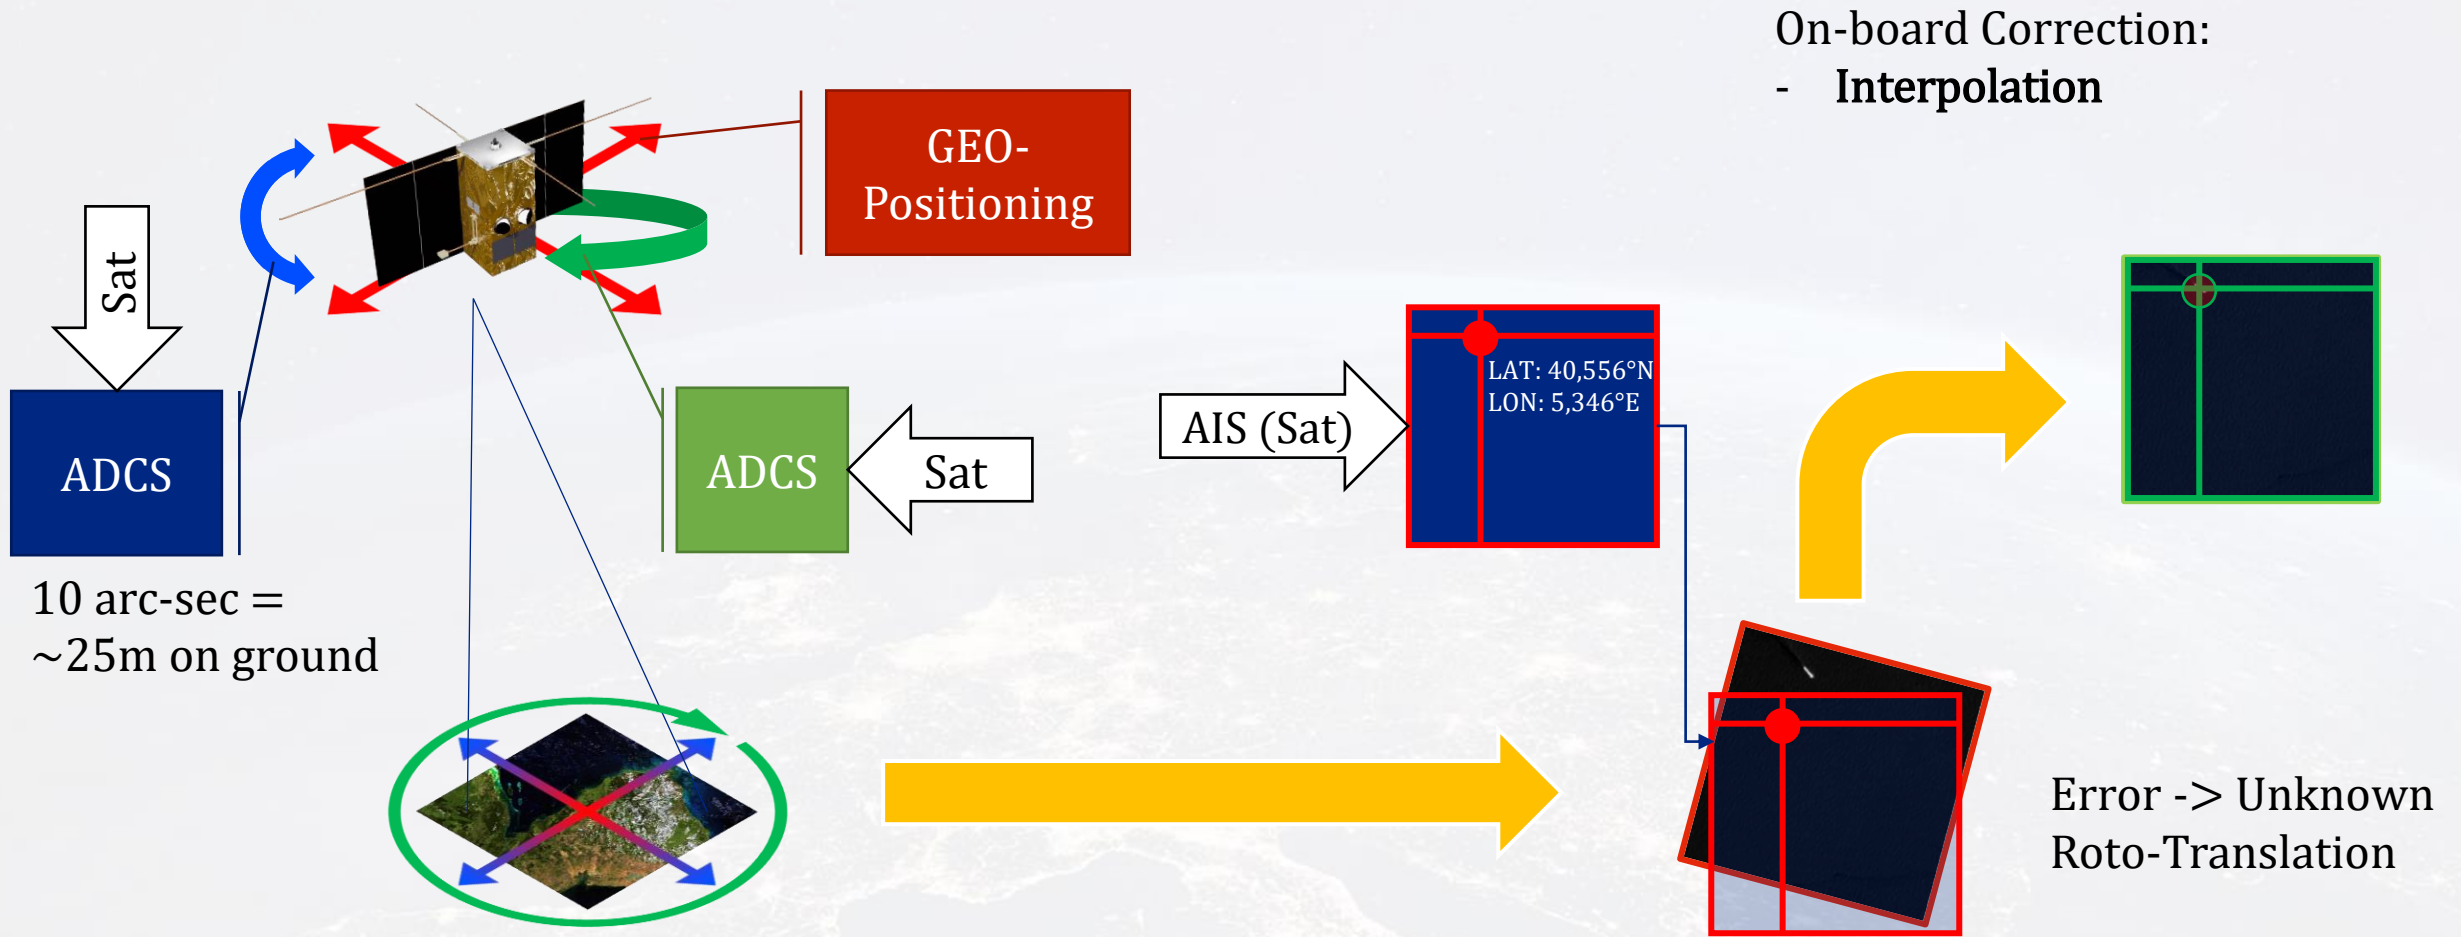 On-board Correction:
- Interpolation
GEO-
Positioning
Sat
ADCS
10 arc-sec =
~25m on ground
ADCS
Sat
AIS (Sat)
LAT: 40,556°N
LON: 5,346°E
Error -> Unknown
Roto-Translation